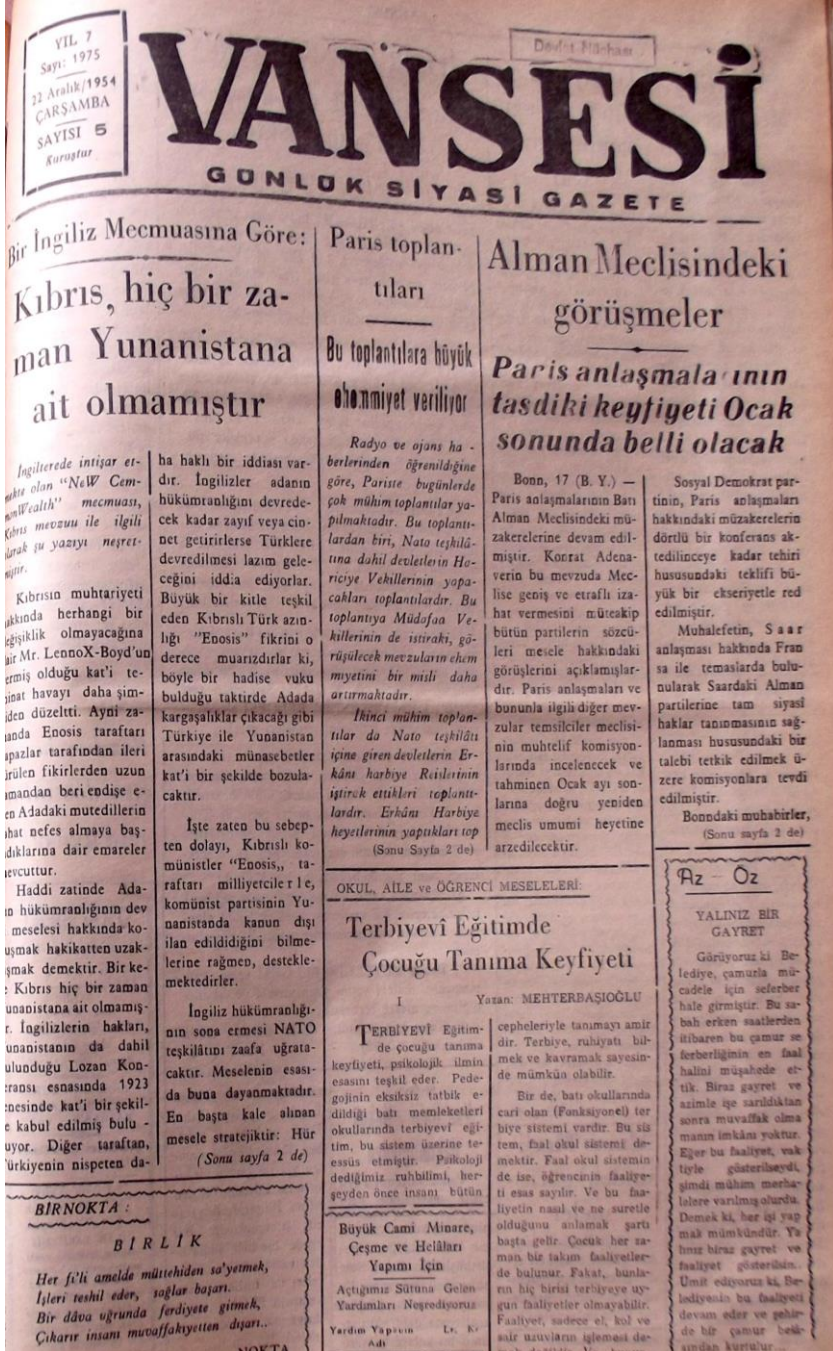 YIL 7
Sayı: 1975
22 Aralık/1954
ÇARŞAMBA
SAYISI 5
Kuruştur
Devlet Nüshası
VANSESİ
GÜNLÜK SİYASİ GAZETE
Bir İngiliz Mecmuasına Göre:
Kıbrıs, hiç bir za-
man Yunanistana
ait olmamıştır
İngilterede intişar et-
mekte olan “NeW Cem-
monWealth” mecmuası,
Kıbrıs mevzuu ile ilgili
olarak şu yazıyı neşret-
miştir.
Kıbrısın muhtariyeti
hakkında herhangi bir
değişiklik olmayacağına
dair Mr. LennoX-Boyd'un
vermiş olduğu kat'i te-
minat havayı daha şim-
diden düzeltti. Ayni za-
manda Enosis taraftarı
papazlar tarafından ileri
sürülen fikirlerden uzun
zamandan beri endişe e-
den Adadaki mutedillerin
rahat nefes almaya baş-
ladıklarına dair emareler
mevcuttur.
Haddi zatinde Ada-
nın hükümranlığının dev
meselesi hakkında ko-
nuşmak hakikatten uzak-
laşmak demektir. Bir ke-
Kıbrıs hiç bir zaman
Yunanistana ait olmamış-
tır. İngilizlerin hakları,
Yunanistanın da dahil
bulunduğu Lozan Kon-
feransı esnasında 1923
senesinde kat'i bir şekil-
de kabul edilmiş bulu -
nuyor. Diğer taraftan,
Türkiyenin nispeten da-
ha haklı bir iddiası var-
dır. İngilizler adanın
hükümranlığını devrede-
cek kadar zayıf veya cin-
net getirirlerse Türklere
devredilmesi lazım gele-
ceğini iddia ediyorlar.
Büyük bir kitle teşkil
eden Kıbrıslı Türk azın-
lığı "Enosis" fikrini o
derece muarızdırlar ki,
böyle bir hadise vuku
bulduğu taktirde Adada
kargaşalıklar çıkacağı gibi
Türkiye ile Yunanistan
arasındaki münasebetler
kat'i bir şekilde bozula-
caktır.
İşte zaten bu sebep-
ten dolayı, Kıbrıslı ko-
münistler “Enosis,, ta-
raftarı milliyetcile r l e,
komünist partisinin Yu-
nanistanda kanun dışı
ilan edildiğini bilme-
lerine rağmen, destekle-
mektedirler.
İngiliz hükümranlığı-
nın sona ermesi NATO
teşkilâtını zaafa uğrata-
caktır. Meselenin esası-
da buna dayanmaktadır.
En başta kale alınan
mesele stratejiktir: Hür
(Sonu sayfa 2 de)
Paris toplan-
tıları
Bu toplantılara büyük
ehemmiyet veriliyor
Radyo ve ajans ha -
berlerinden öğrenildiğine
göre, Pariste bugünlerde
çok mühim toplantılar ya-
pılmaktadır. Bu toplantı-
lardan biri, Nato teşkilâ-
tına dahil devletlerin Ha-
riciye Vekillerinin yapa-
cakları toplantılardır. Bu
toplantıya Müdafaa Ve-
killerinin de istiraki, gö-
rüşülecek mevzuların ehem
miyetini bir misli daha
artırmaktadır.
İkinci mühim toplan-
tılar da Nato teşkilâtı
içine giren devletlerin Er-
kânı harbiye Reislerinin
iştirak ettikleri toplantı-
lardır. Erkânı Harbiye
heyetlerinin yaptıkları top
(Sonu Sayfa 2 de)
Alman Meclisindeki
görüşmeler
Paris anlaşmalarının
tasdiki keyfiyeti Ocak
sonunda belli olacak
Bonn, 17 (B. Y.) —
Paris anlaşmalarının Batı
Alman Meclisindeki mü-
zakerelerine devam edil-
miştir. Konrat Adena-
verin bu mevzuda Mec-
lise geniş ve etraflı iza-
hat vermesini müteakip
bütün partilerin sözcü-
leri mesele hakkındaki
görüşlerini açıklamışlar-
dır. Paris anlaşmaları ve
bununla ilgili diğer mev-
zular temsilciler meclisi-
nin muhtelif komisyon-
larında incelenecek ve
tahminen Ocak ayı son-
larına doğru yeniden
meclis umumi heyetine
arzedilecektir.
Sosyal Demokrat par-
tinin, Paris anlaşmaları
hakkındaki müzakerelerin
dörtlü bir konferans ak-
tedilinceye kadar tehiri
hususundaki teklifi bü-
yük bir ekseriyetle red
edilmiştir.
Muhalefetin, S a a r
anlaşması hakkında Fran
sa ile temaslarda bulu-
nularak Saardaki Alman
partilerine tam siyasî
haklar tanınmasının sağ-
lanması hususundaki bir
talebi tetkik edilmek ü-
zere komisyonlara tevdi
edilmiştir.
Bonndaki muhabirler,
(Sonu sayfa 2 de)
OKUL, AİLE ve ÖĞRENCİ MESELELERİ:
Terbiyevî Eğitimde
Çocuğu Tanıma Keyfiyeti
I
Yazan: MEHTERBAŞIOĞLU
TERBİYEVÎ Eğitim-
de çocuğu tanıma
keyfiyeti, psikolojik ilmin
esasını teşkil eder. Pede-
gojinin eksiksiz tatbik e-
dildiği batı memleketleri
okullarında terbiyevî eği-
tim, bu sistem üzerine te-
essüs etmiştir. Psikoloji
dediğimiz ruhbilimi, her-
şeyden önce insanı bütün
cepheleriyle tanımayı amir
dir. Terbiye, ruhiyatı bil-
mek ve kavramak sayesin-
de mümkün olabilir.
Bir de, batı okullarında
cari olan (Fonksiyonel) ter
biye sistemi vardır. Bu sis
tem, faal okul sistemi de-
mektir. Faal okul sistemin
de ise, öğrencinin faaliye-
ti esas sayılır. Ve bu faa-
liyetin nasıl ve ne suretle
olduğunu anlamak şartı
başta gelir. Çocuk her za-
man bir takım faaliyetler-
de bulunur. Fakat, bunla-
rın hiç birisi terbiyeye uy-
gun faaliyetler olmayabilir.
Faaliyet, sadece el, kol ve
sair uzuvların işlemesi de-
Az – Öz
YALINIZ BİR
GAYRET
Görüyoruz ki Be-
lediye, çamurla mü-
cadele için seferber
hale girmiştir. Bu sa-
bah erken saatlerden
itibaren bu çamur se
ferberliğinin en faal
halini müşahede et-
tik. Biraz gayret ve
azimle işe sarıldıktan
sonra muvaffak olma
manın imkânı yoktur.
Eğer bu faaliyet, vak
tiyle gösterilseydi,
şimdi mühim merha-
lelere varılmış olurdu.
Demek ki, her işi yap
mak mümkündür. Ya
lınız biraz gayret ve
faaliyet gösterilsin..
Ümit ediyoruz ki, Be-
lediyenin bu faaliyeti
devam eder ve şehir-
de bir çamur
kurtulur...
BİR NOKTA :
B İ R L İ K
Her fi'li amelde müttehiden sa'yetmek,
İşleri teshil eder, sağlar başarı.
Bir dâva uğrunda ferdiyete gitmek,
Çıkarır insanı muvaffakiyetten dışarı..
NOKTA
Büyük Cami Minare,
Çeşme ve Helâları
Yapımı İçin
Açtığımız Sütuna Gelen
Yardımları Neşrediyoruz
Yardım Yapanın Lr. Kr
Adı